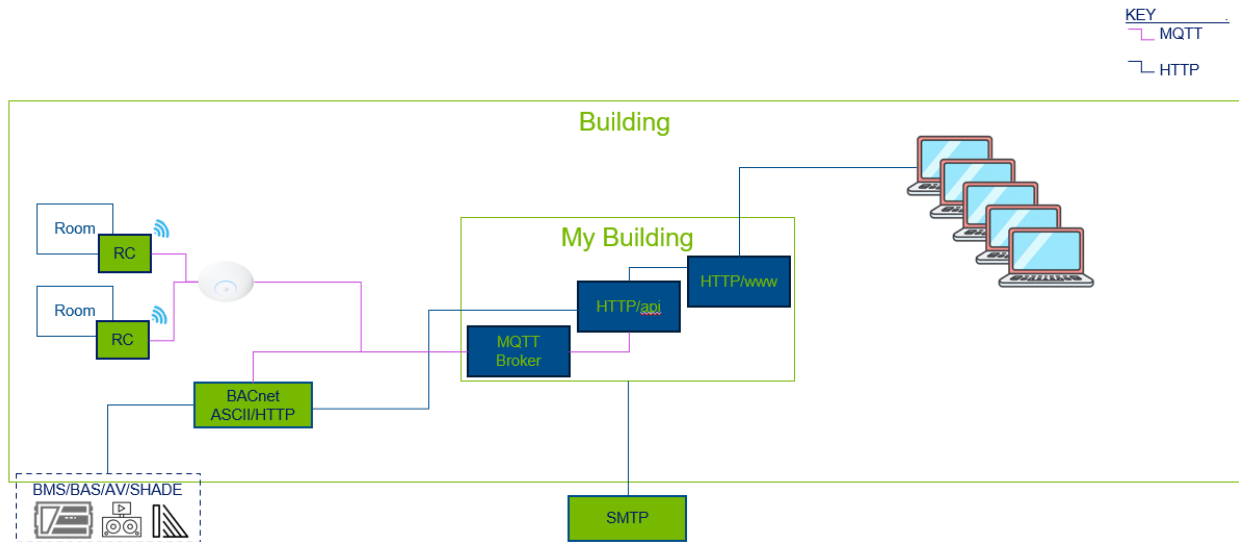 KEY .
MQTT
HTTP
Building
My Building
Room
RC
Room
RC
HTTP/www
HTTP/api
MQTT
Broker
BACnet
ASCII/HTTP
BMS/BAS/AV/SHADE
SMTP